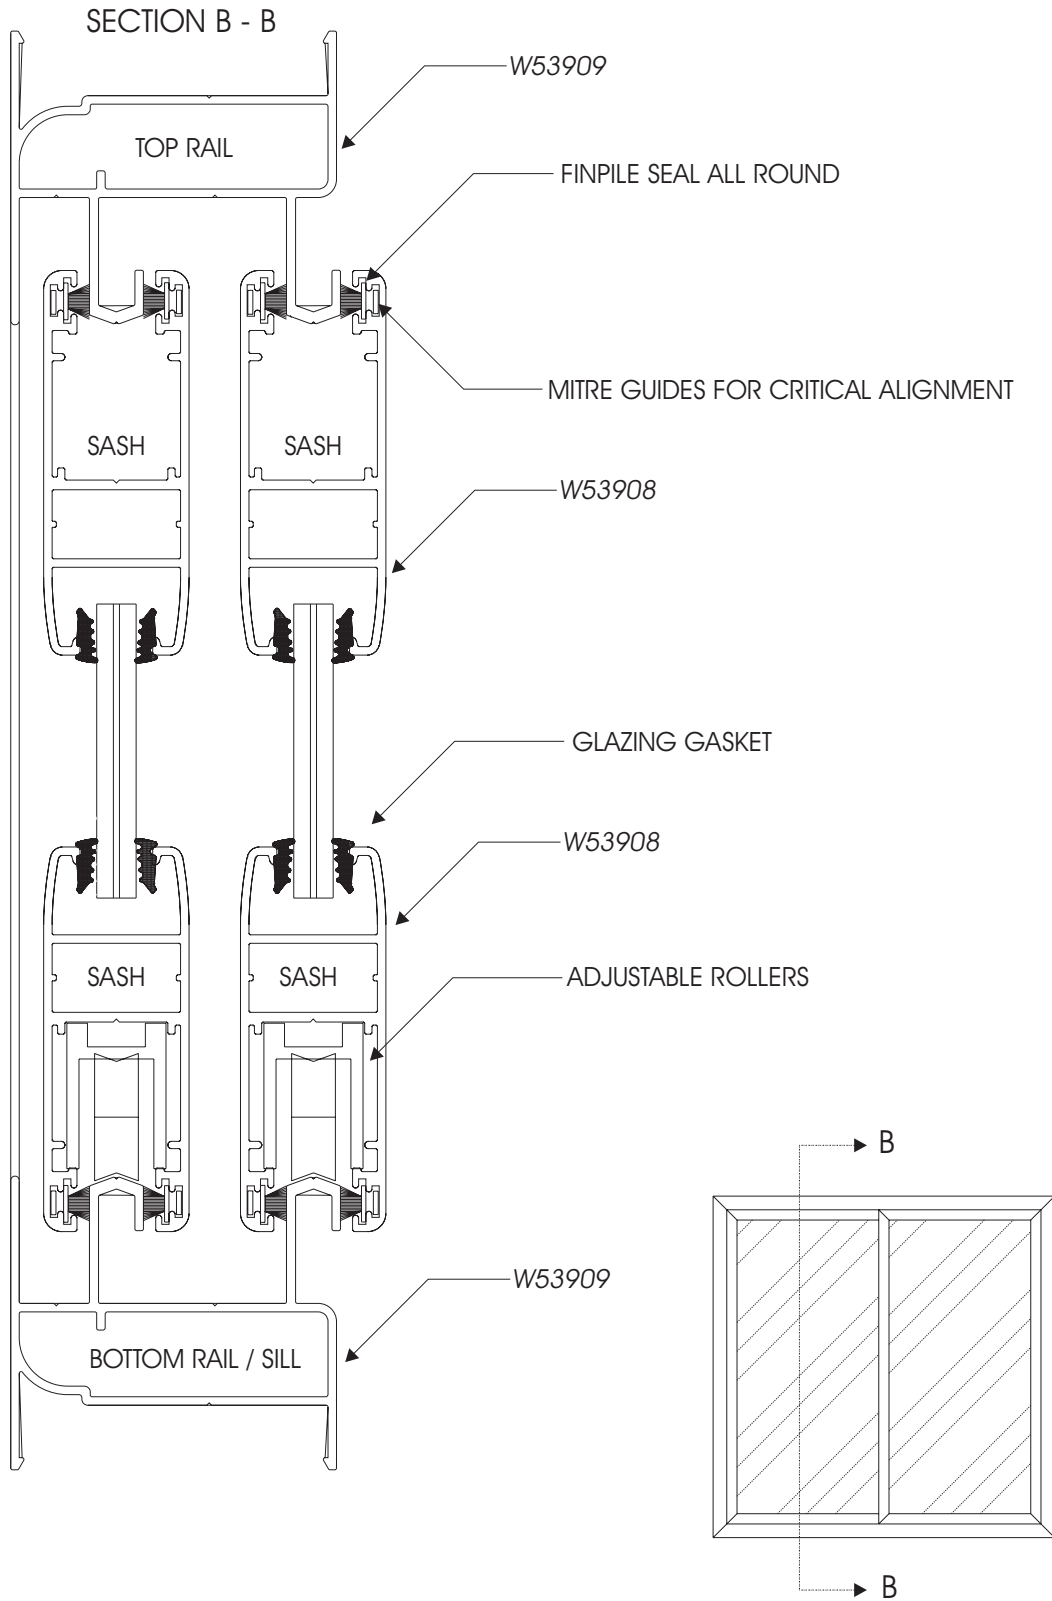 SECTION B - B
W53909
TOP RAIL
FINPILE SEAL ALL ROUND
MITRE GUIDES FOR CRITICAL ALIGNMENT
SASH
SASH
W53908
GLAZING GASKET
W53908
SASH
SASH
ADJUSTABLE ROLLERS
B
W53909
BOTTOM RAIL / SILL
B